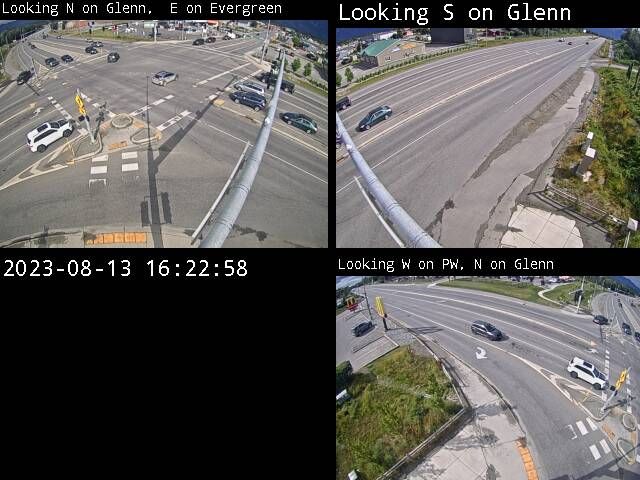 Looking N on Glenn, E on Evergreen
Looking S on Glenn
2023-08-13 16:22:58
Looking W on PW, N on Glenn